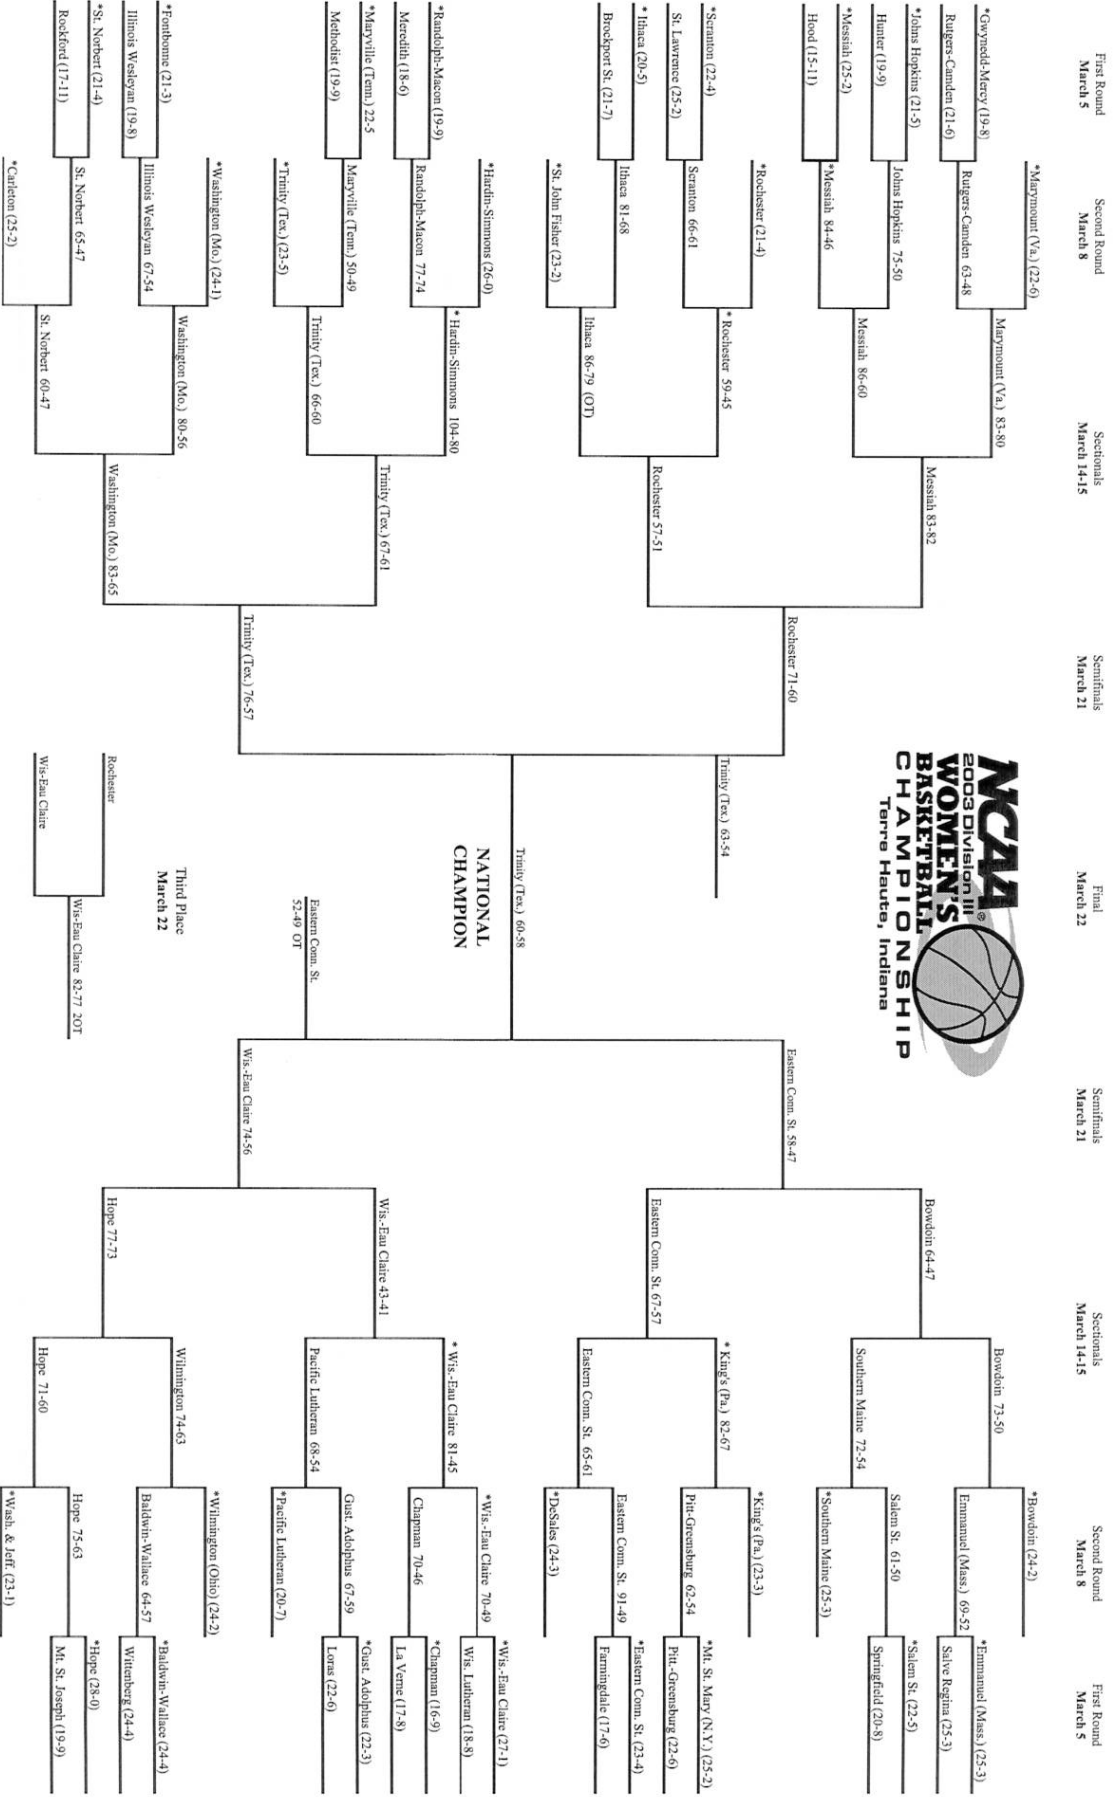 First Round
March 5
Second Round
March 8
Sectionals
March 14-15
Semifinals
March 21
Final
March 22
Semifinals
March 21
Sectionals
March 14-15
Second Round
March 8
First Round
March 5
NCAA®
2003 Division III
WOMEN'S
BASKETBALL
CHAMPIONSHIP
Terre Haute, Indiana
*Gwynedd-Mercy (19-8)
Rutgers-Camden (21-6)
*Johns Hopkins (21-5)
Hunter (19-9)
*Messiah (25-2)
Hood (15-11)
*Scranton (22-4)
St. Lawrence (25-2)
* Ithaca (20-5)
Brockport St. (21-7)
*Randolph-Macon (19-9)
Meredith (18-6)
*Maryville (Tenn.) 22-5
Methodist (19-9)
*Fontbonne (21-3)
Illinois Wesleyan (19-8)
*St. Norbert (21-4)
Rockford (17-11)
*Marymount (Va.) (22-6)
Rutgers-Camden 63-48
Johns Hopkins 75-50
*Messiah 84-46
*Rochester (21-4)
Scranton 66-61
Ithaca 81-68
*St. John Fisher (23-2)
*Hardin-Simmons (26-0)
Randolph-Macon 77-74
Maryville (Tenn.) 50-49
*Trinity (Tex.) (23-5)
*Washington (Mo.) (24-1)
Illinois Wesleyan 67-54
St. Norbert 65-47
*Carleton (25-2)
Marymount (Va.) 83-80
Messiah 86-60
* Rochester 59-45
Ithaca 86-79 (OT)
* Hardin-Simmons 104-80
Trinity (Tex.) 66-60
Washington (Mo.) 80-56
St. Norbert 60-47
Messiah 83-82
Rochester 57-51
Trinity (Tex.) 67-61
Washington (Mo.) 83-65
Rochester 71-60
Trinity (Tex.) 76-57
Trinity (Tex.) 63-54
Trinity (Tex.) 60-58
NATIONAL
CHAMPION
Eastern Conn. St.
52-49 OT
Third Place
March 22
Rochester
Wis-Eau Claire
Wis-Eau Claire 82-77 2OT
Eastern Conn. St. 58-47
Wis.-Eau Claire 74-56
Bowdoin 64-47
Eastern Conn. St. 67-57
Wis.-Eau Claire 43-41
Hope 77-73
Bowdoin 73-50
Southern Maine 72-54
* King's (Pa.) 82-67
Eastern Conn. St. 65-61
* Wis.-Eau Claire 81-45
Pacific Lutheran 68-54
Wilmington 74-63
Hope 71-60
*Bowdoin (24-2)
Emmanuel (Mass.) 69-52
Salem St. 61-50
*Southern Maine (25-3)
*King's (Pa.) (23-3)
Pitt-Greensburg 62-54
Eastern Conn. St. 91-49
*DeSales (24-3)
*Wis.-Eau Claire 70-49
Chapman 70-46
Gust. Adolphus 67-59
*Pacific Lutheran (20-7)
*Wilmington (Ohio) (24-2)
Baldwin-Wallace 64-57
Hope 75-63
*Wash. & Jeff. (23-1)
*Emmanuel (Mass.) (25-3)
Salve Regina (25-3)
*Salem St. (22-5)
Springfield (20-8)
*Mt. St. Mary (N.Y.) (25-2)
Pitt.-Greensburg (22-6)
*Eastern Conn. St. (23-4)
Farmingdale (17-6)
*Wis.-Eau Claire (27-1)
Wis. Lutheran (18-8)
*Chapman (16-9)
La Verne (17-8)
*Gust. Adolphus (22-3)
Loras (22-6)
*Baldwin-Wallace (24-4)
Wittenberg (24-4)
*Hope (28-0)
Mt. St. Joseph (19-9)